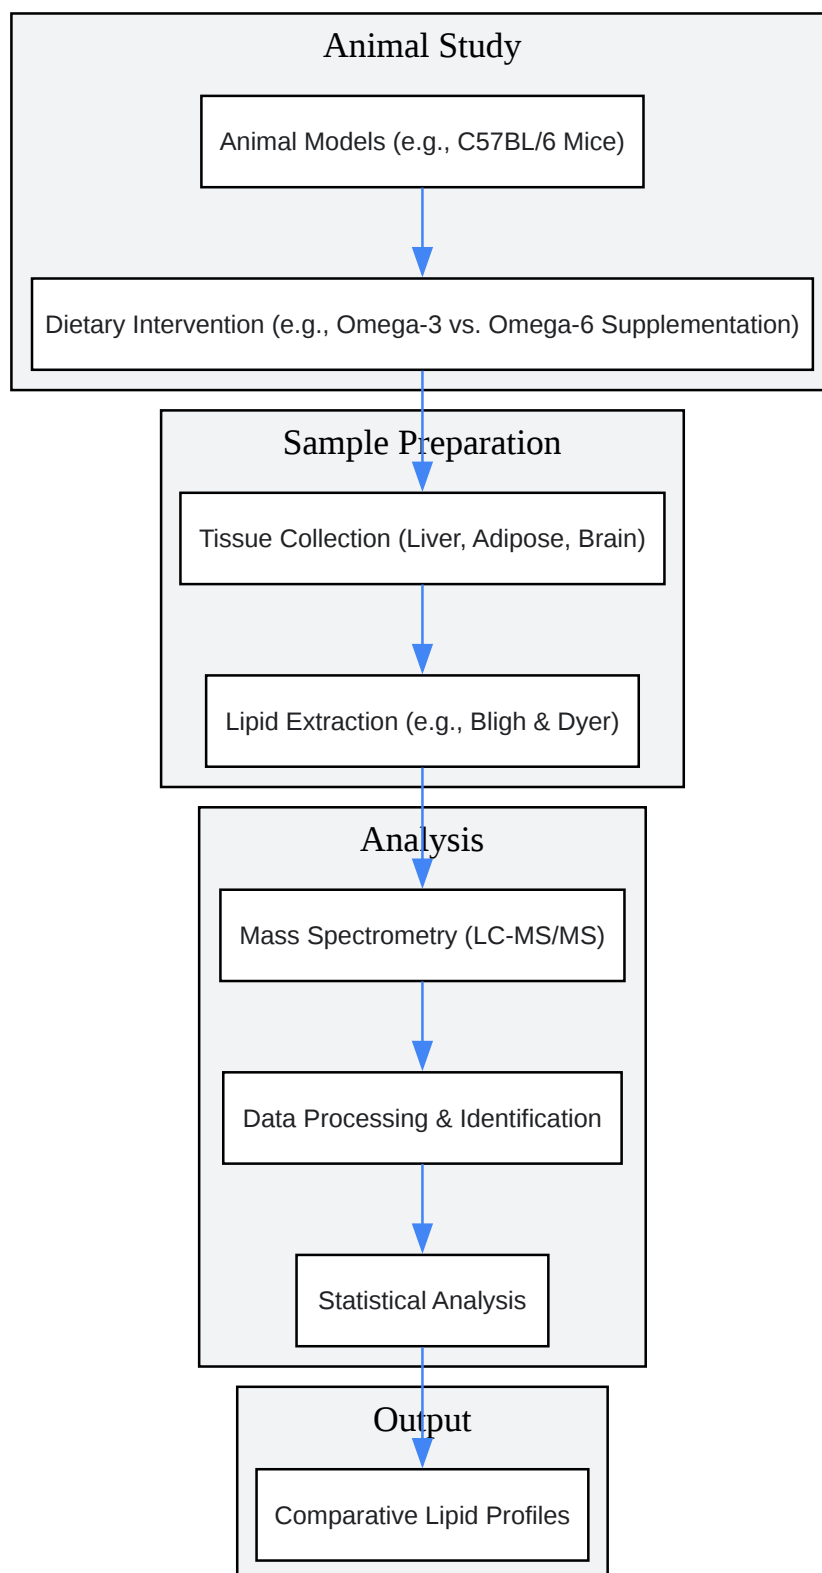 Animal Study
Animal Models (e.g., C57BL/6 Mice)
Dietary Intervention (e.g., Omega-3 vs. Omega-6 Supplementation)
Sample Preparation
Tissue Collection (Liver, Adipose, Brain)
Lipid Extraction (e.g., Bligh & Dyer)
Analysis
Mass Spectrometry (LC-MS/MS)
Data Processing & Identification
Statistical Analysis
Output
Comparative Lipid Profiles